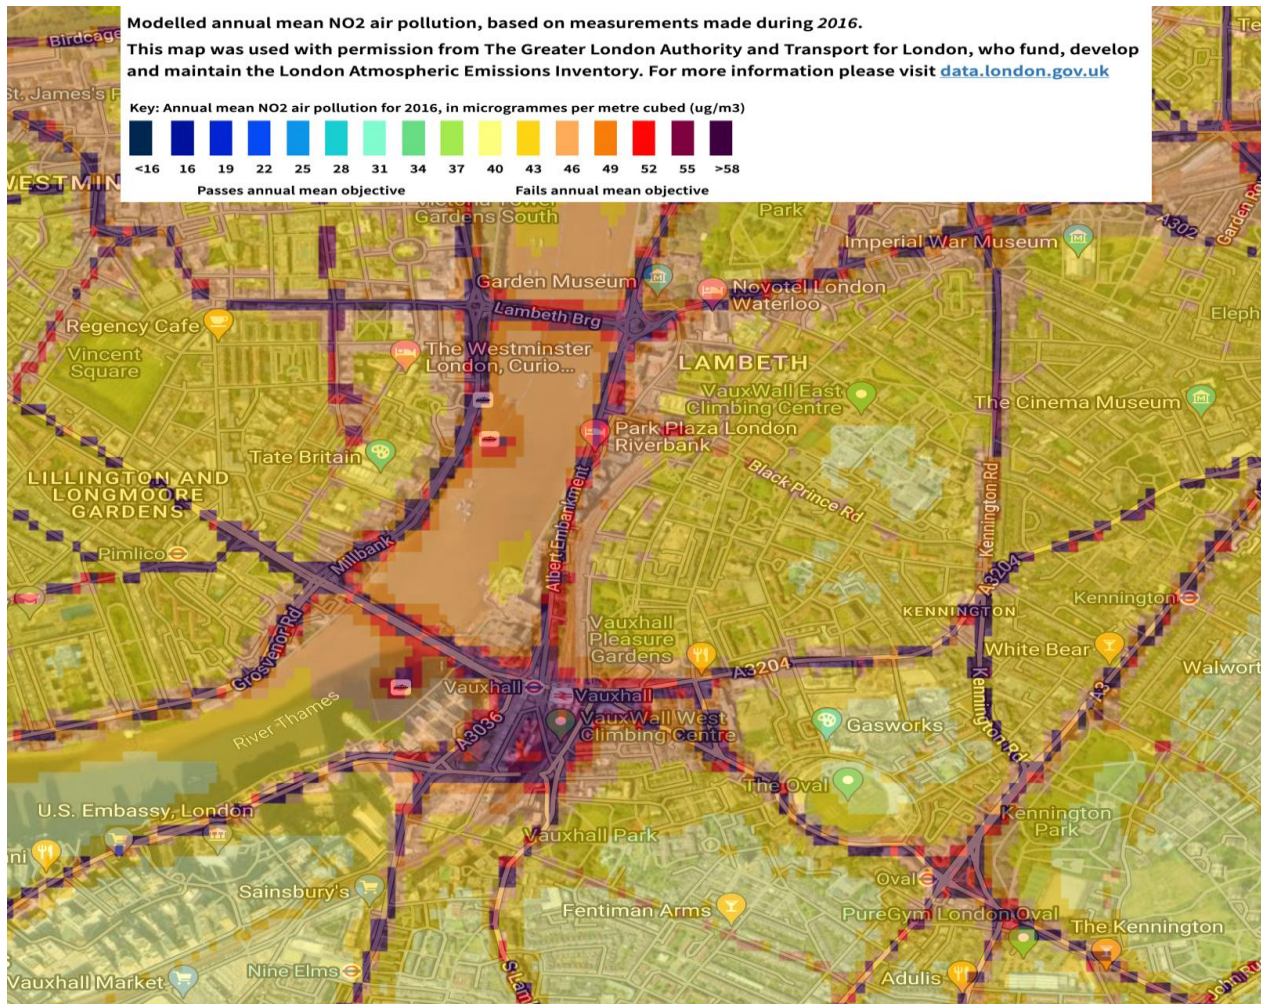 Modelled annual mean NO2 air pollution, based on measurements made during 2016.
This map was used with permission from The Greater London Authority and Transport for London, who fund, develop
and maintain the London Atmospheric Emissions Inventory. For more information please visit data.london.gov.uk
Key: Annual mean NO2 air pollution for 2016, in microgrammes per metre cubed (ug/m3)
<16 16 19 22 25 28 31 34 37 40 43 46 49 52 55 >58
Passes annual mean objective Fails annual mean objective
Birdcage
St. James's P
WESTMIN
Gardens South
Park
A302
Garden Ro
Imperial War Museum
Garden Museum
Novotel London
Waterloo
Lambeth Brg
Regency Cafe
Eleph
Vincent
Square
The Westminster
London, Curio...
LAMBETH
VauxWall East
Climbing Centre
The Cinema Museum
Park Plaza London
Riverbank
Tate Britain
LILLINGTON AND
LONGMOORE
GARDENS
Black Prince Rd
Kennington Rd
Albert Embankment
Pimlico
Millbank
A3204
KENNINGTON
Kennington
Grosvenor Rd
Vauxhall
Pleasure
Gardens
White Bear
A3204
Walwort
Vauxhall
Vauxhall
Kennington Rd
A3
River Thames
A3036
VauxWall West
Climbing Centre
Gasworks
The Oval
U.S. Embassy, London
Kennington
Park
Vauxhall Park
ni
Sainsbury's
Oval
Fentiman Arms
PureGym London Oval
The Kennington
Nine Elms
Vauxhall Market
S Lam
Adulis
John Ru